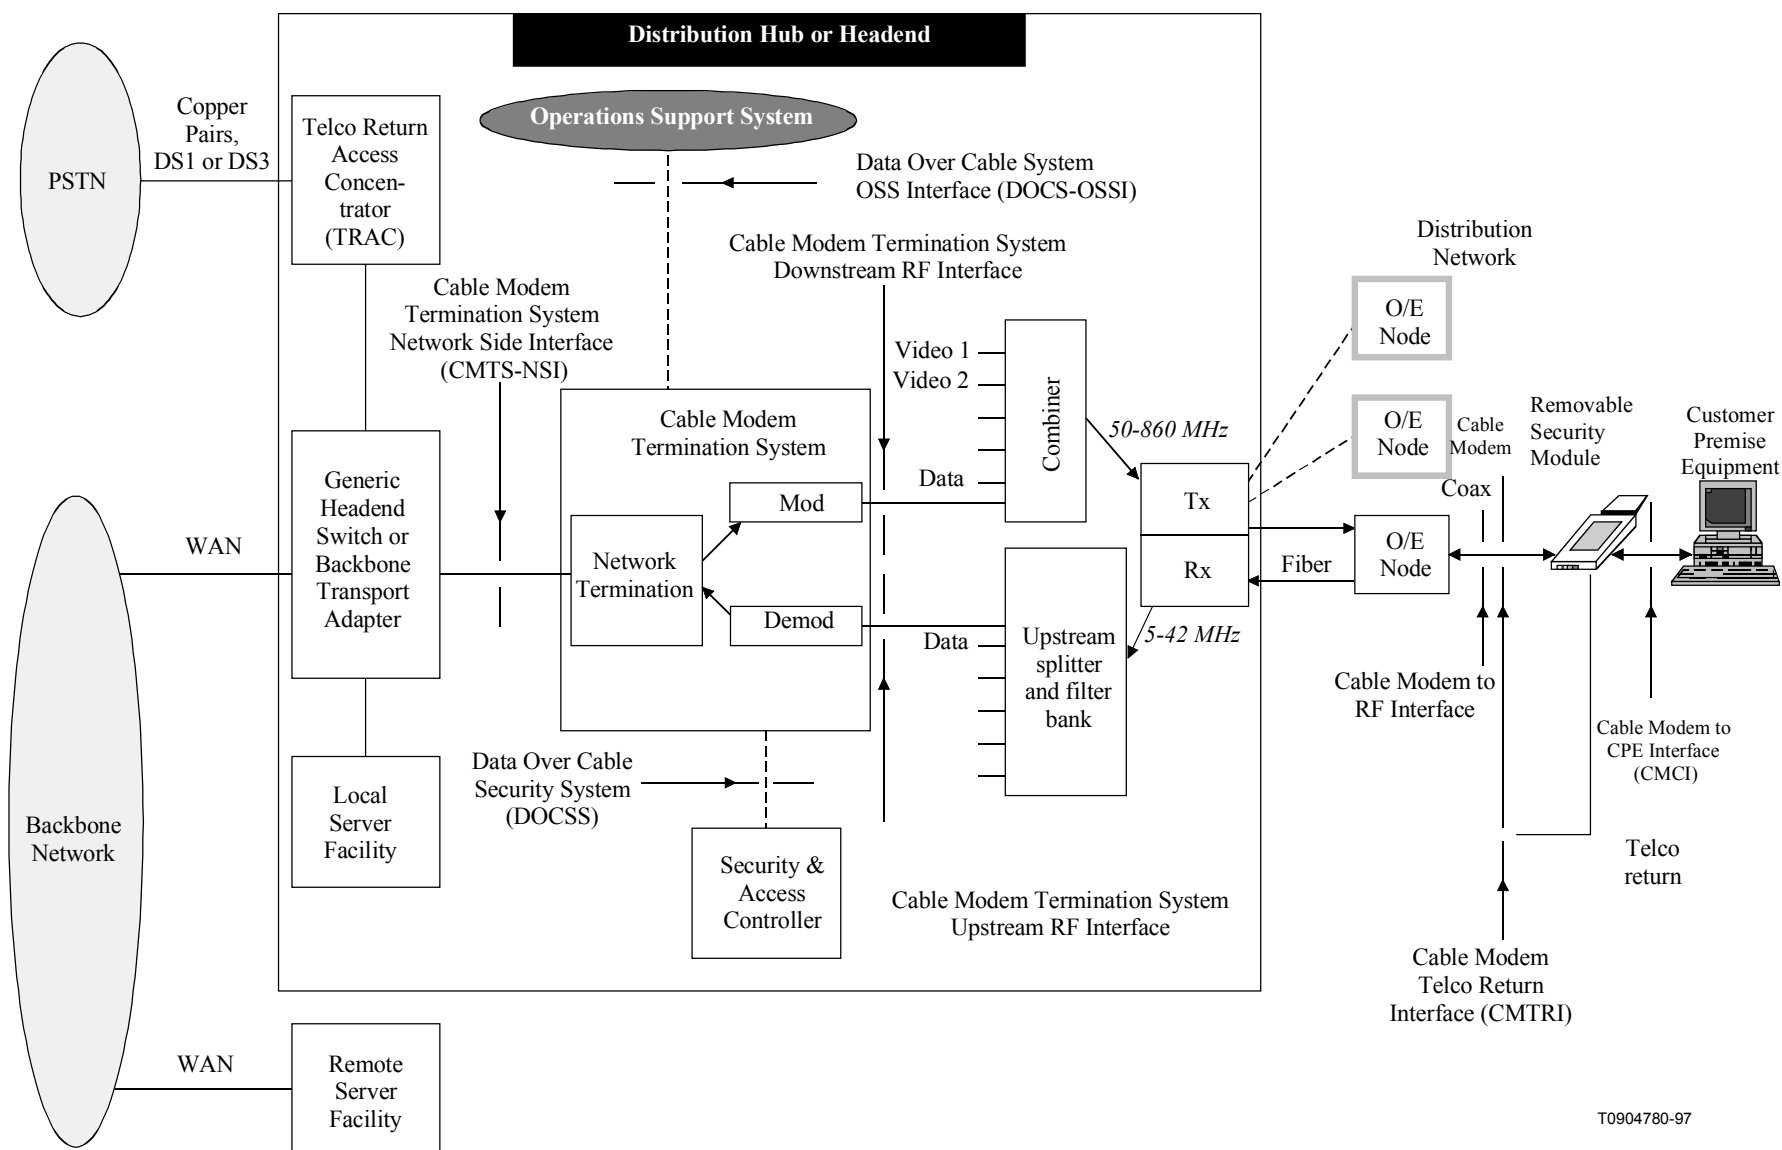 Distribution Hub or Headend
Copper
Pairs,
DS1 or DS3
PSTN
Telco Return
Access
Concen-
trator
(TRAC)
Operations Support System
Data Over Cable System
OSS Interface (DOCS-OSSI)
Cable Modem Termination System
Downstream RF Interface
Cable Modem
Termination System
Network Side Interface
(CMTS-NSI)
Distribution
Network
O/E
Node
O/E
Node
Video 1
Video 2
Data
Combiner
50-860 MHz
Cable Modem
Termination System
Mod
Network
Termination
Demod
Generic
Headend
Switch or
Backbone
Transport
Adapter
WAN
Tx
Rx
Fiber
O/E
Node
Coax
Cable
Modem
Removable
Security
Module
Customer
Premise
Equipment
5-42 MHz
Data
Upstream
splitter
and filter
bank
Cable Modem to
RF Interface
Cable Modem to
CPE Interface
(CMCI)
Data Over Cable
Security System
(DOCSS)
Local
Server
Facility
Backbone
Network
Security &
Access
Controller
Cable Modem Termination System
Upstream RF Interface
Telco
return
Cable Modem
Telco Return
Interface (CMTRI)
WAN
Remote
Server
Facility
T0904780-97